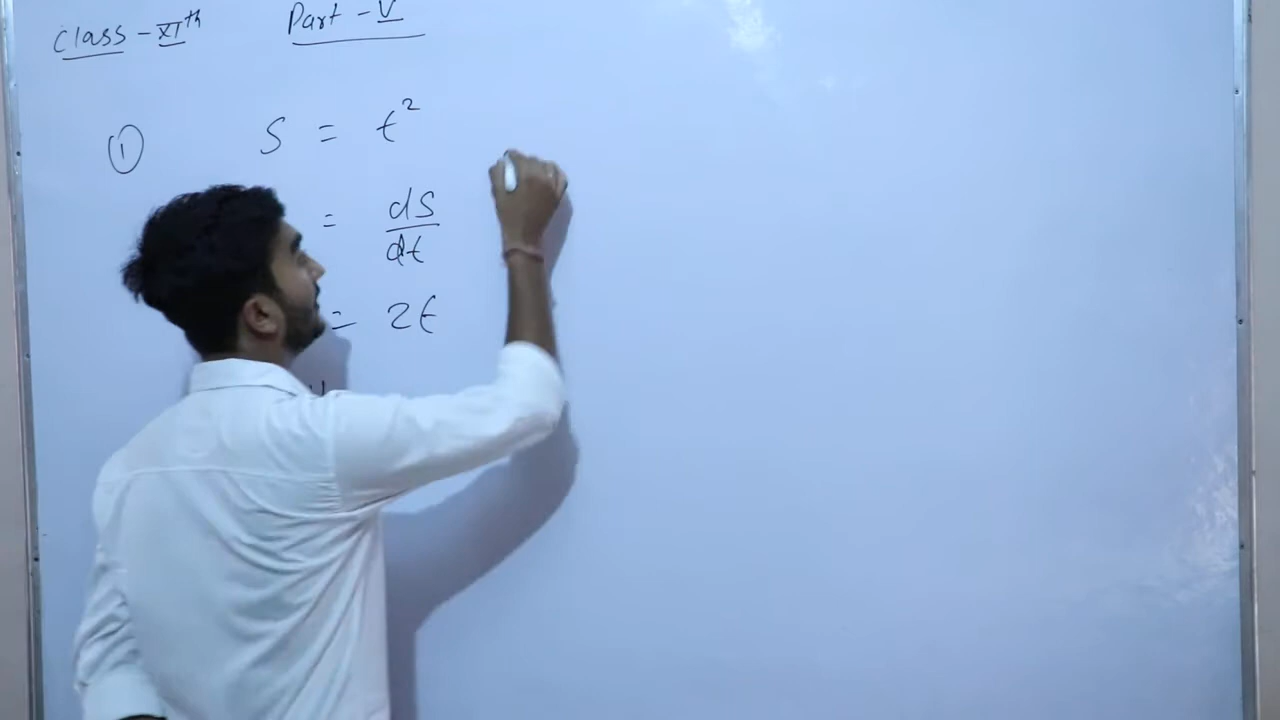 Class - XIth Part - V
① S = t²
= dS/dt
= 2t